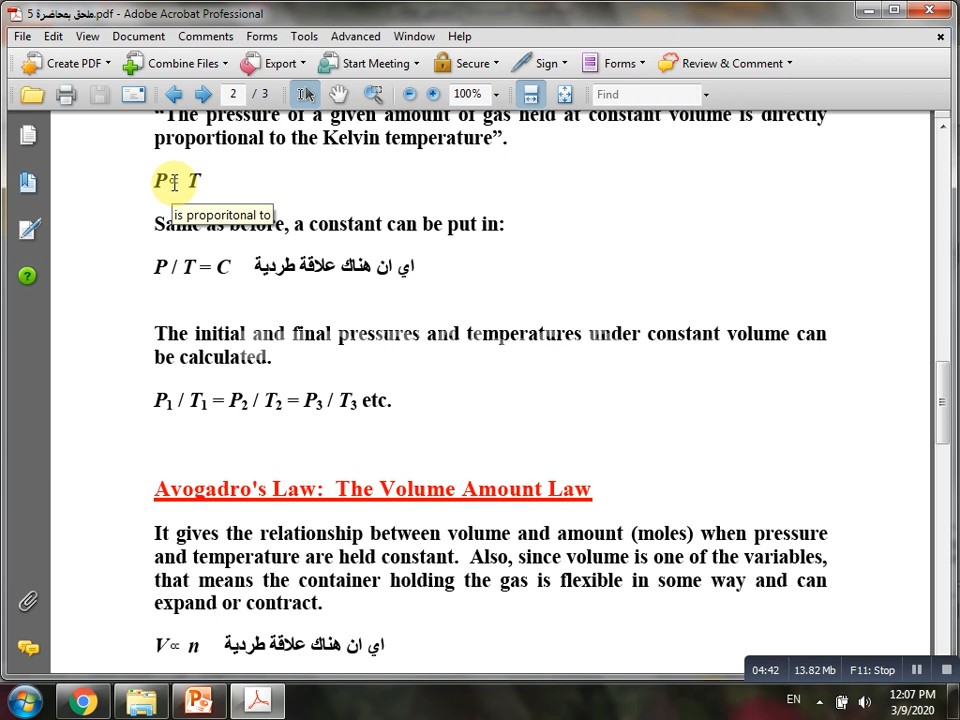 ملحق بمحاضرة 5.pdf - Adobe Acrobat Professional
File Edit View Document Comments Forms Tools Advanced Window Help
Create PDF Combine Files Export Start Meeting Secure Sign Forms Review & Comment
2 / 3 100% Find
“The pressure of a given amount of gas held at constant volume is directly
proportional to the Kelvin temperature”.
P∝ T
is proporitonal to
Same as before, a constant can be put in:
P / T = C اي ان هناك علاقة طردية
The initial and final pressures and temperatures under constant volume can
be calculated.
P1 / T1 = P2 / T2 = P3 / T3 etc.
Avogadro's Law: The Volume Amount Law
It gives the relationship between volume and amount (moles) when pressure
and temperature are held constant. Also, since volume is one of the variables,
that means the container holding the gas is flexible in some way and can
expand or contract.
V∝ n اي ان هناك علاقة طردية
04:42 13.82 Mb F11: Stop
EN 12:07 PM
3/9/2020